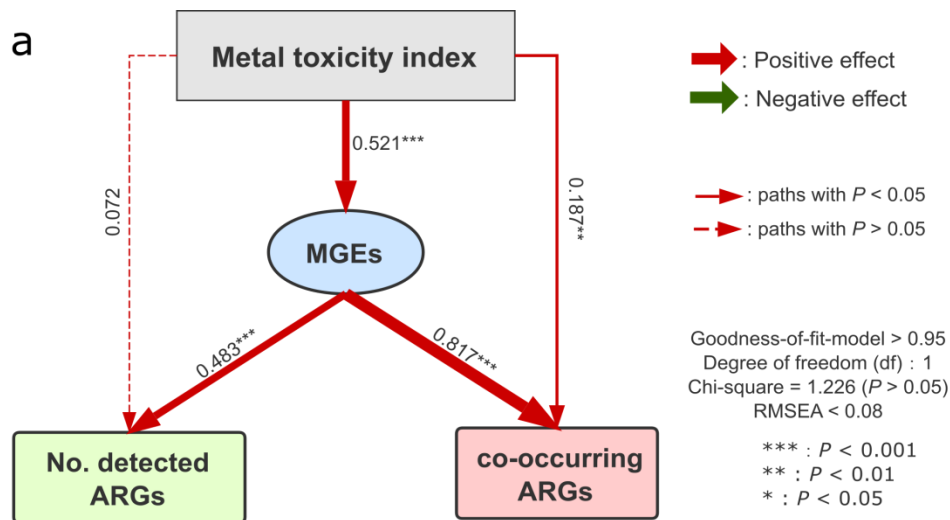 a
Metal toxicity index
: Positive effect
: Negative effect
0.521***
0.072
0.187**
: paths with P < 0.05
: paths with P > 0.05
MGEs
0.483***
0.817***
Goodness-of-fit-model > 0.95
Degree of freedom (df) : 1
Chi-square = 1.226 (P > 0.05)
RMSEA < 0.08
No. detected
ARGs
co-occurring
ARGs
*** : P < 0.001
** : P < 0.01
* : P < 0.05